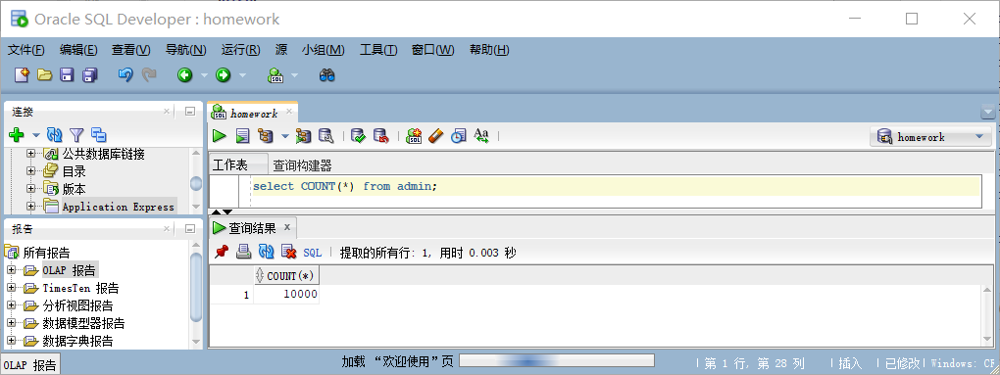 Oracle SQL Developer : homework
文件(F) 编辑(E) 查看(V) 导航(N) 运行(R) 源 小组(M) 工具(T) 窗口(W) 帮助(H)
连接
公共数据库链接
目录
版本
Application Express
报告
所有报告
OLAP 报告
TimesTen 报告
分析视图报告
数据模型器报告
数据字典报告
OLAP 报告
homework
homework
工作表 查询构建器
select COUNT(*) from admin;
查询结果 x
SQL | 提取的所有行: 1, 用时 0.003 秒
COUNT(*)
1 10000
加载 “欢迎使用”页
| 第 1 行, 第 28 列 | 插入 | 已修改 | Windows: CR